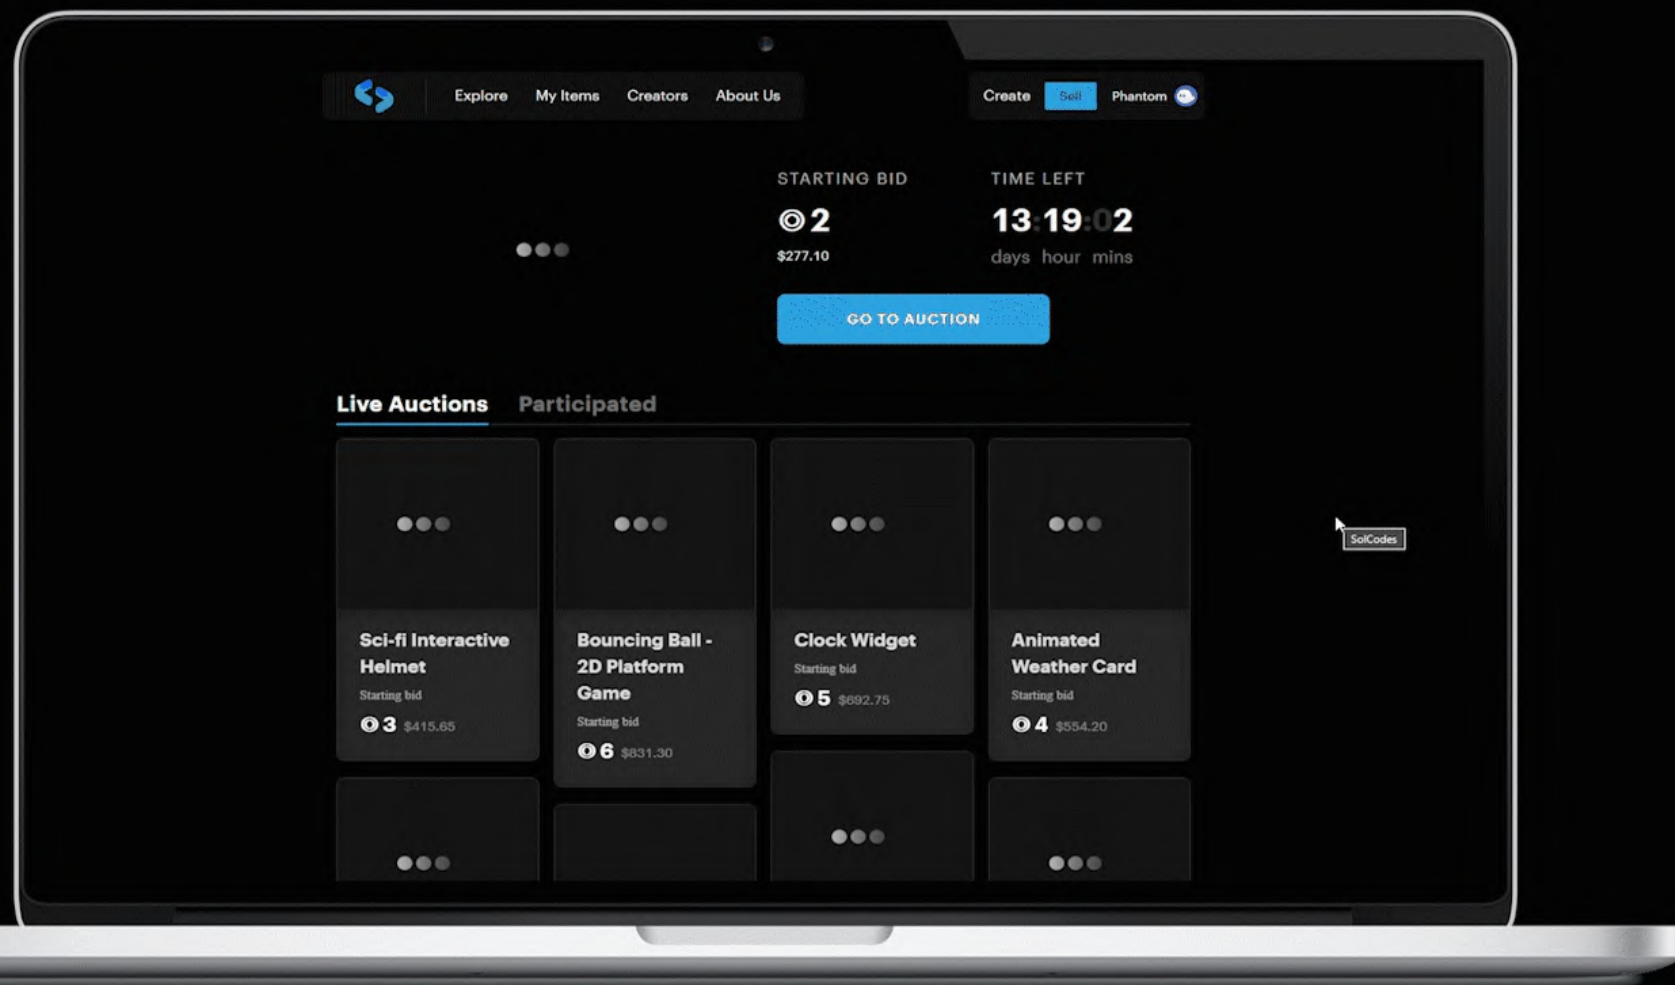 Explore My Items Creators About Us
Create Sell Phantom
STARTING BID
2
$277.10
TIME LEFT
13:19:02
days hour mins
GO TO AUCTION
Live Auctions Participated
Sci-fi Interactive
Helmet
Starting bid
3 $415.65
Bouncing Ball -
2D Platform
Game
Starting bid
6 $831.30
Clock Widget
Starting bid
5 $692.75
Animated
Weather Card
Starting bid
4 $554.20
SolCodes